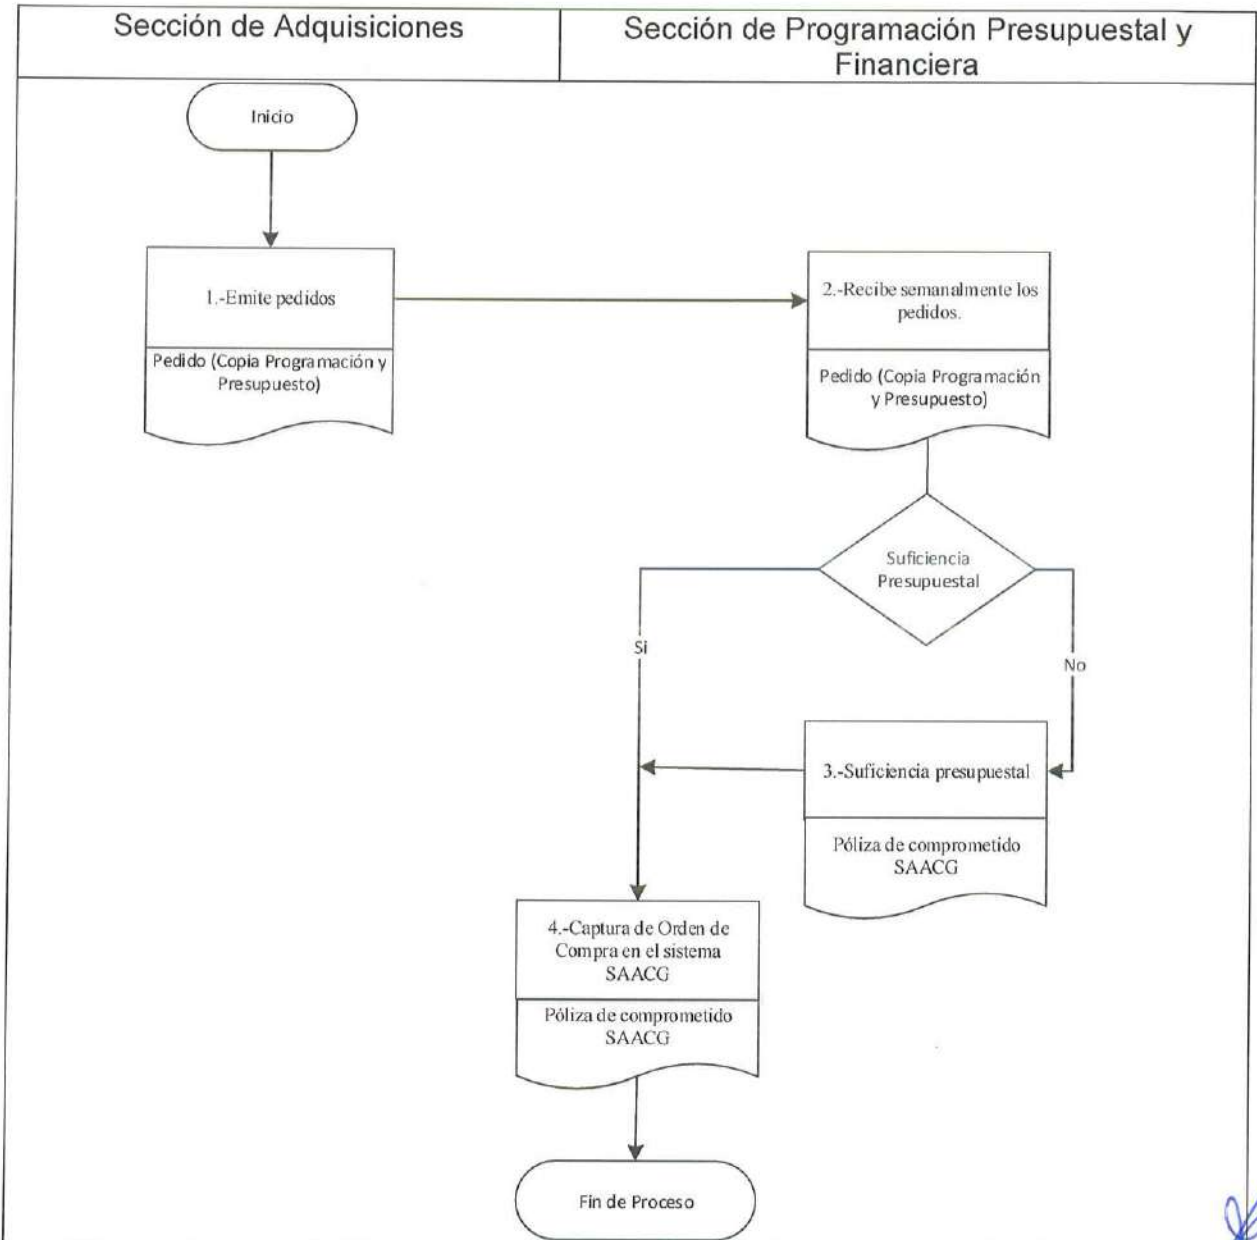 Sección de Adquisiciones
Sección de Programación Presupuestal y
Financiera
Inicio
1.-Emite pedidos
Pedido (Copia Programación y
Presupuesto)
2.-Recibe semanalmente los
pedidos.
Pedido (Copia Programación
y Presupuesto)
Suficiencia
Presupuestal
Si
No
3.-Suficiencia presupuestal
Póliza de comprometido
SAACG
4.-Captura de Orden de
Compra en el sistema
SAACG
Póliza de comprometido
SAACG
Fin de Proceso